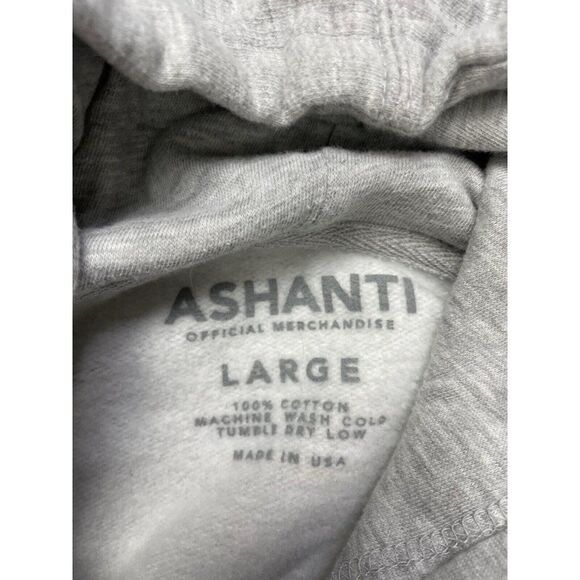 ASHANTI
OFFICIAL MERCHANDISE
LARGE
100% COTTON
MACHINE WASH COLD
TUMBLE DRY LOW
MADE IN USA